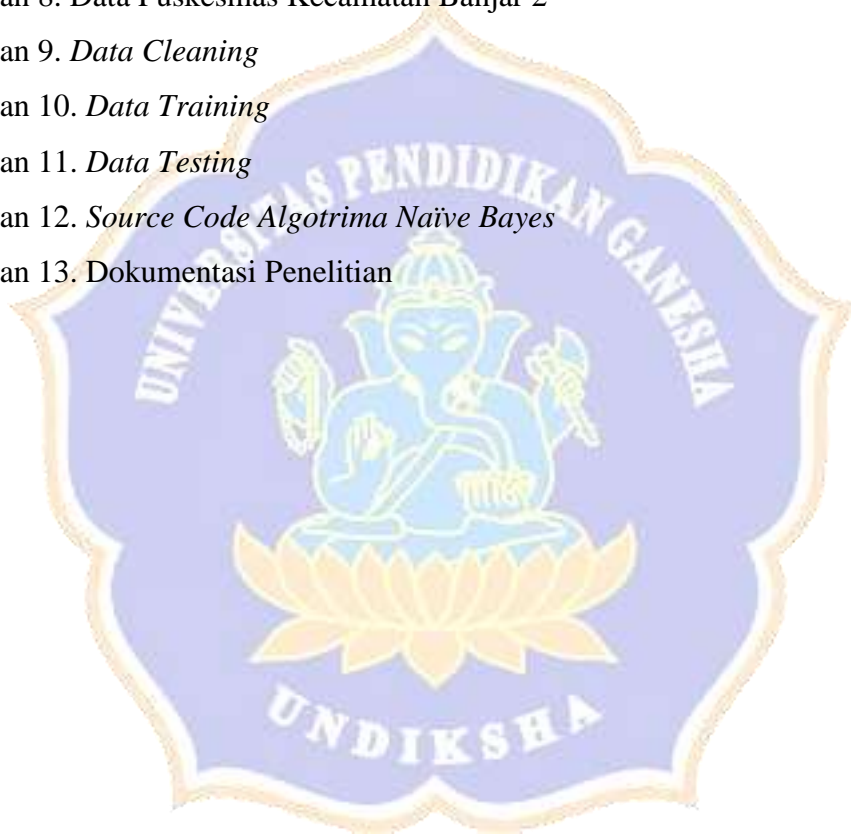 an 8. Data Puskesmas Kecamatan Banjar 2
an 9. Data Cleaning
an 10. Data Training
an 11. Data Testing
an 12. Source Code Algotrima Naïve Bayes
an 13. Dokumentasi Penelitian
UNIVERSITAS PENDIDIKAN GANESHA
UNDIKSHA